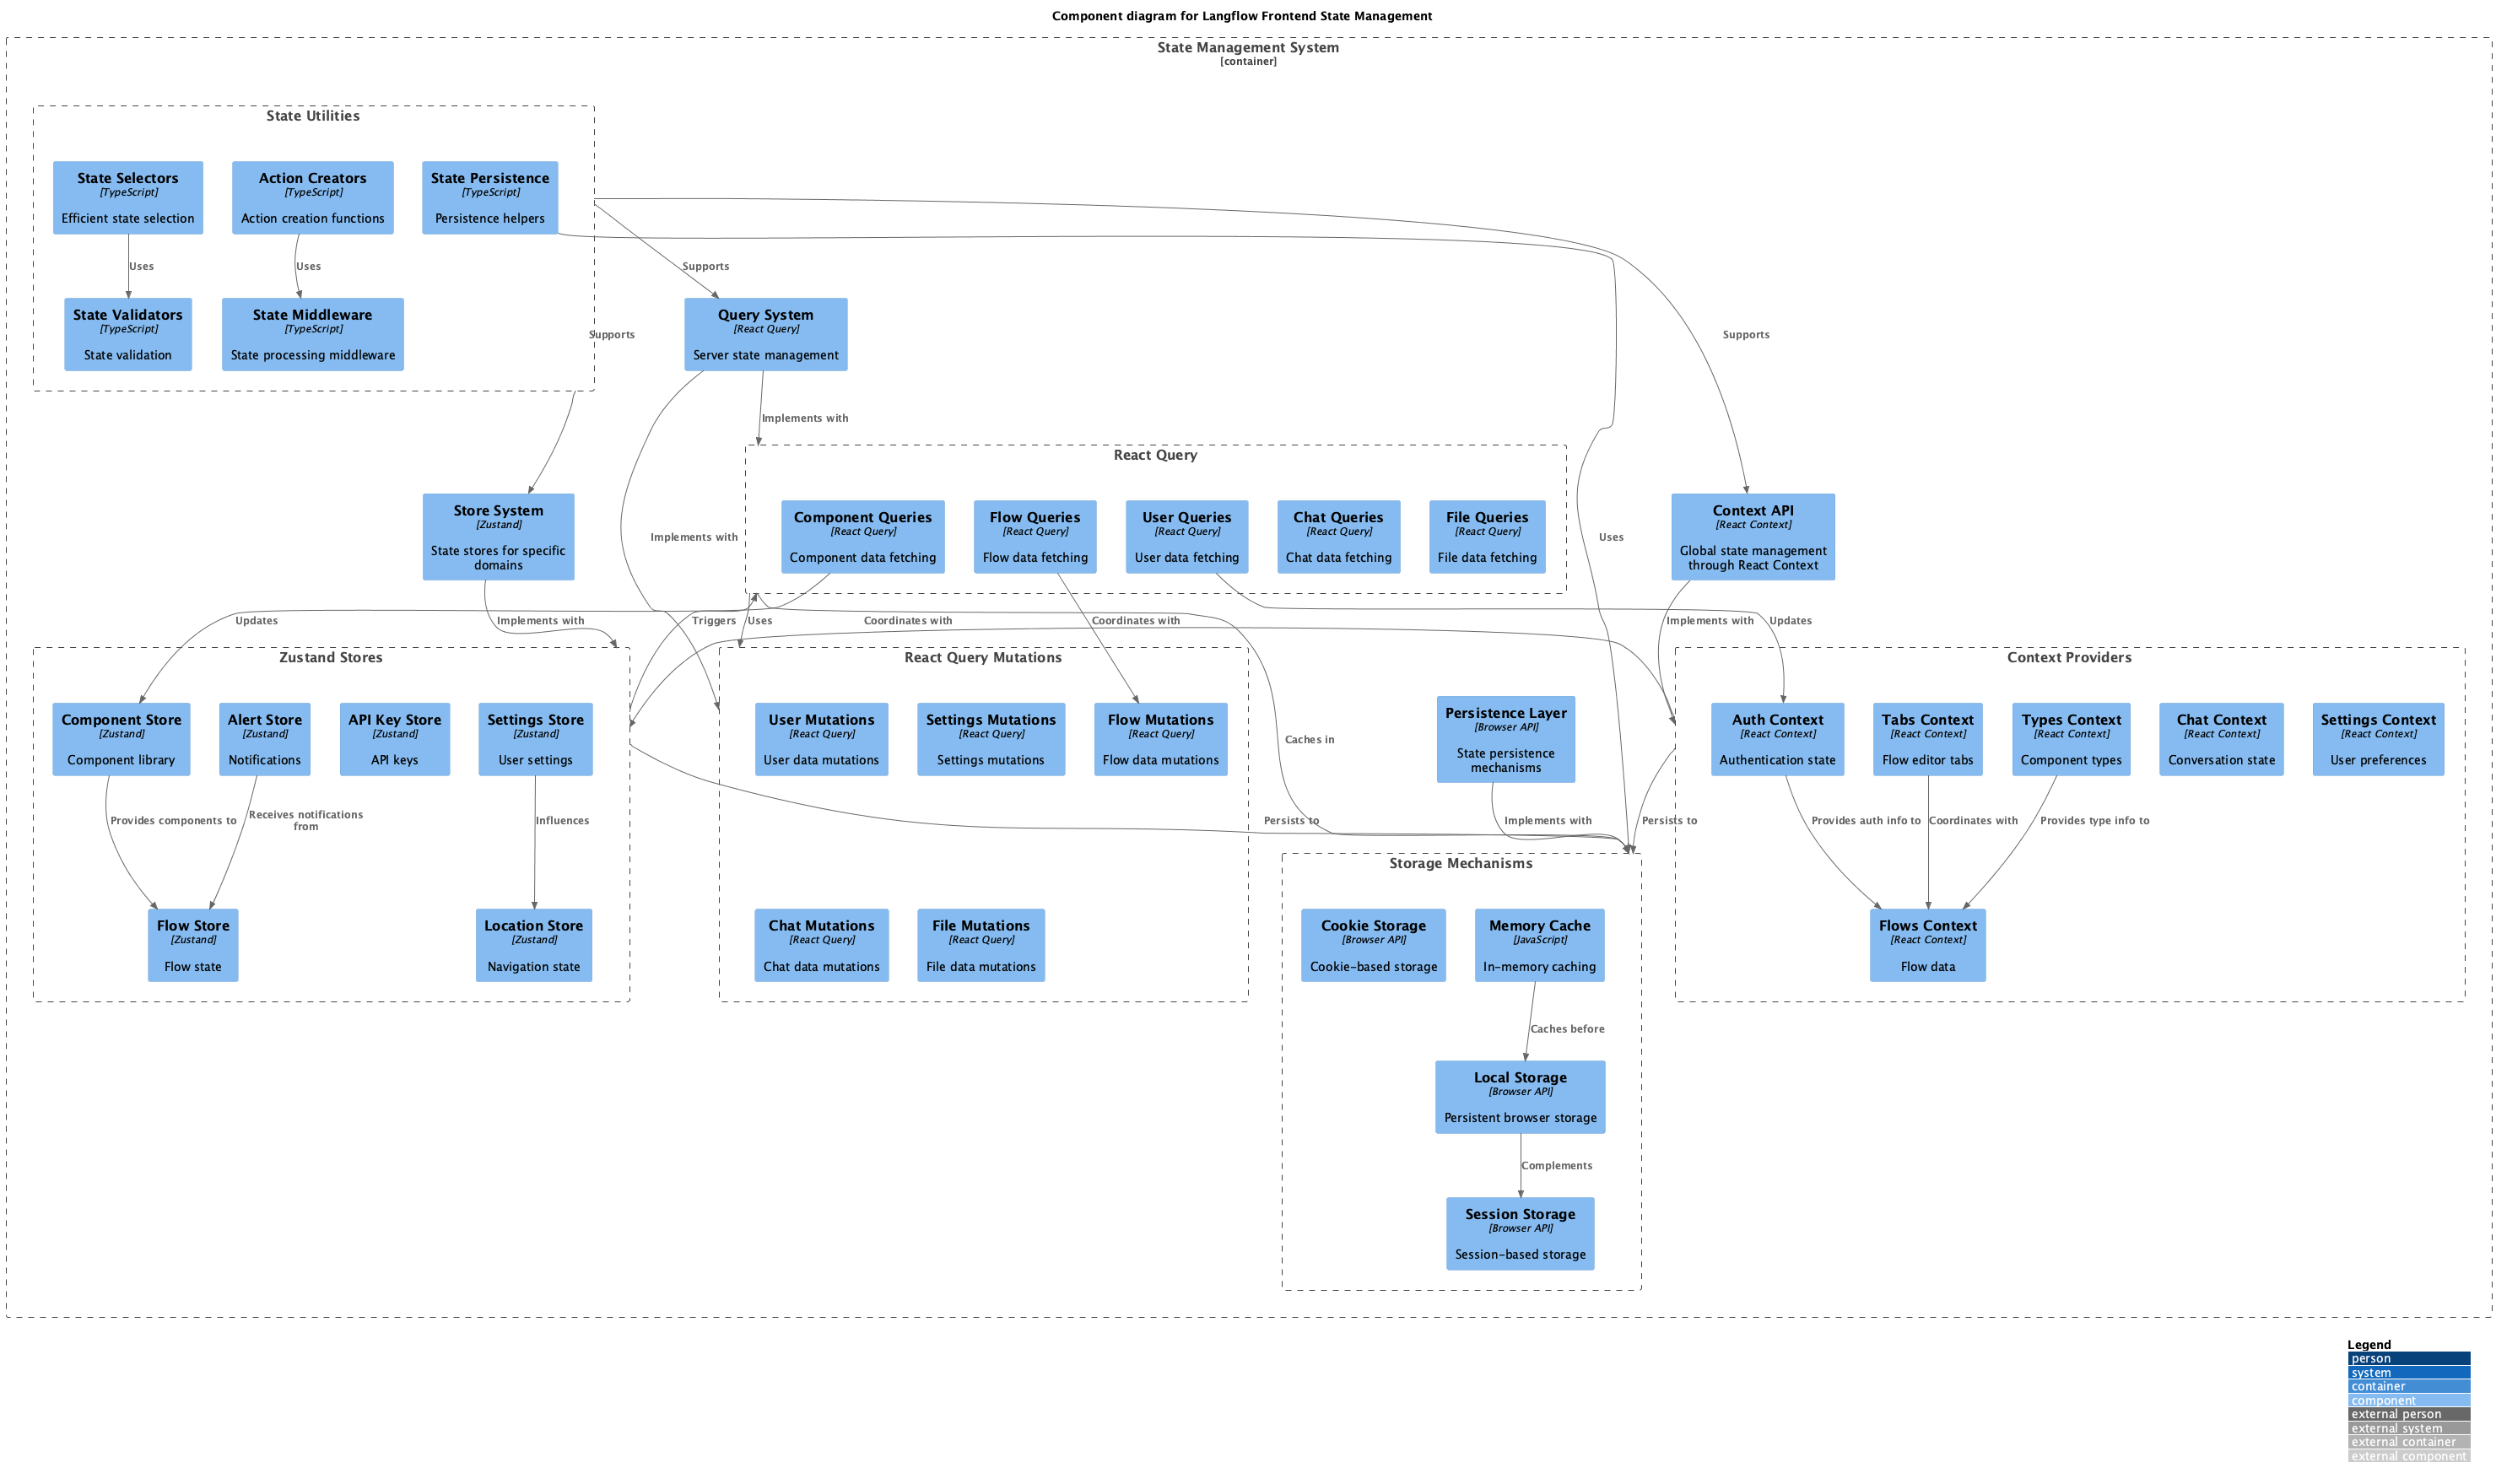 Component diagram for Langflow Frontend State Management
State Management System
[container]
State Utilities
State Selectors
[TypeScript]
Efficient state selection
Action Creators
[TypeScript]
Action creation functions
State Persistence
[TypeScript]
Persistence helpers
Uses
Uses
Supports
State Validators
[TypeScript]
State validation
State Middleware
[TypeScript]
State processing middleware
Supports
Query System
[React Query]
Server state management
Supports
Implements with
React Query
Store System
[Zustand]
State stores for specific
domains
Implements with
Component Queries
[React Query]
Component data fetching
Flow Queries
[React Query]
Flow data fetching
User Queries
[React Query]
User data fetching
Chat Queries
[React Query]
Chat data fetching
File Queries
[React Query]
File data fetching
Uses
Context API
[React Context]
Global state management
through React Context
Updates
Implements with
Triggers
Uses
Coordinates with
Coordinates with
Implements with
Updates
Zustand Stores
Component Store
[Zustand]
Component library
Alert Store
[Zustand]
Notifications
API Key Store
[Zustand]
API keys
Settings Store
[Zustand]
User settings
Provides components to
Receives notifications
from
Influences
Flow Store
[Zustand]
Flow state
Location Store
[Zustand]
Navigation state
React Query Mutations
User Mutations
[React Query]
User data mutations
Settings Mutations
[React Query]
Settings mutations
Flow Mutations
[React Query]
Flow data mutations
Chat Mutations
[React Query]
Chat data mutations
File Mutations
[React Query]
File data mutations
Caches in
Persistence Layer
[Browser API]
State persistence
mechanisms
Persists to
Implements with
Persists to
Context Providers
Auth Context
[React Context]
Authentication state
Tabs Context
[React Context]
Flow editor tabs
Types Context
[React Context]
Component types
Chat Context
[React Context]
Conversation state
Settings Context
[React Context]
User preferences
Provides auth info to
Coordinates with
Provides type info to
Flows Context
[React Context]
Flow data
Storage Mechanisms
Cookie Storage
[Browser API]
Cookie-based storage
Memory Cache
[JavaScript]
In-memory caching
Caches before
Local Storage
[Browser API]
Persistent browser storage
Complements
Session Storage
[Browser API]
Session-based storage
Legend
person
system
container
component
external person
external system
external container
external component